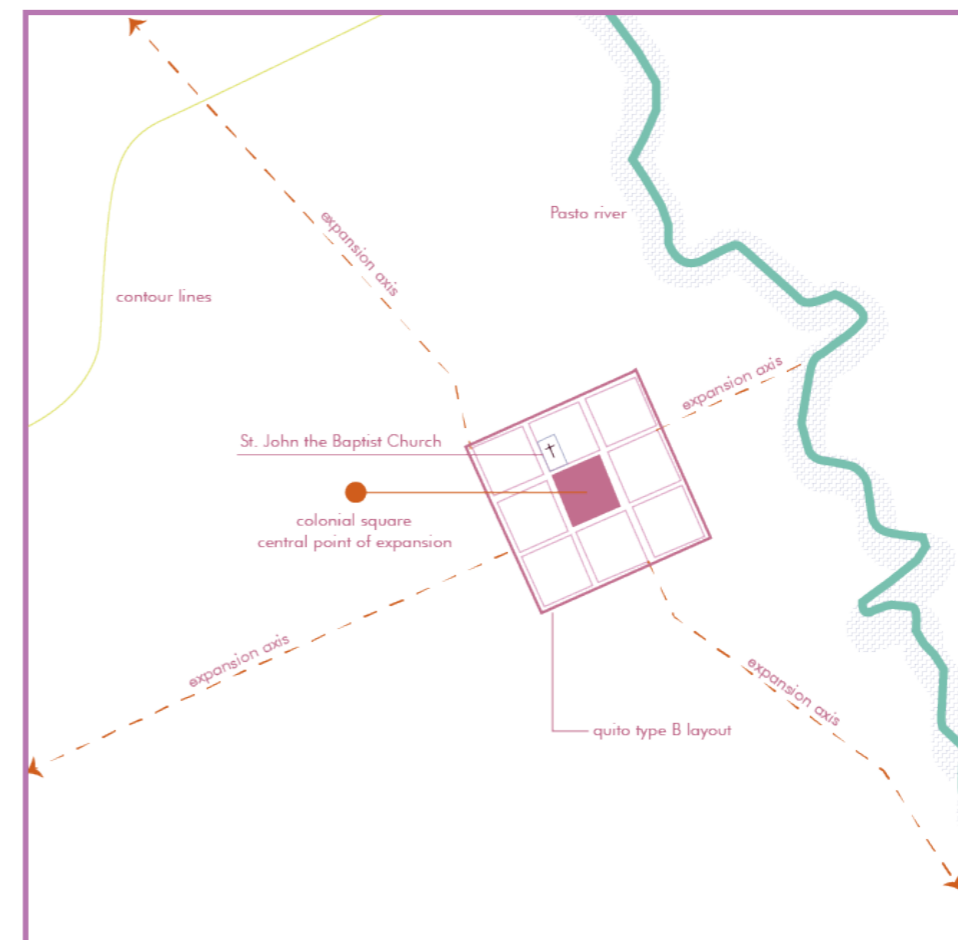 Pasto river
expansion axis
contour lines
expansion axis
St. John the Baptist Church
colonial square
central point of expansion
expansion axis
expansion axis
quito type B layout